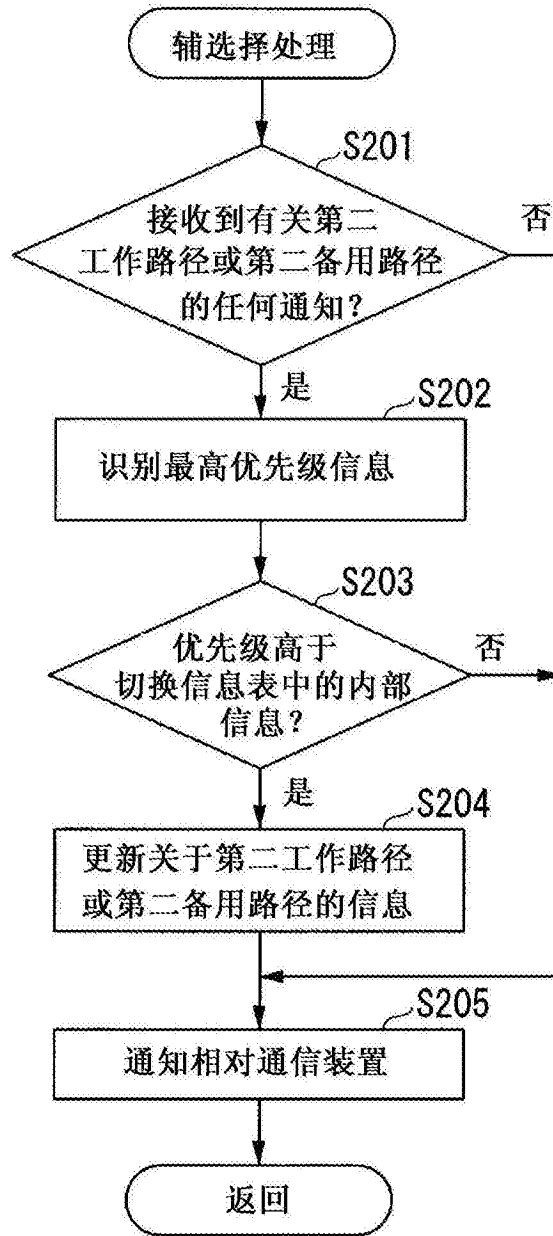 辅选择处理
S201
接收到有关第二
工作路径或第二备用路径
的任何通知?
否
是
S202
识别最高优先级信息
S203
优先级高于
切换信息表中的内部
信息?
否
是
S204
更新关于第二工作路径
或第二备用路径的信息
S205
通知相对通信装置
返回